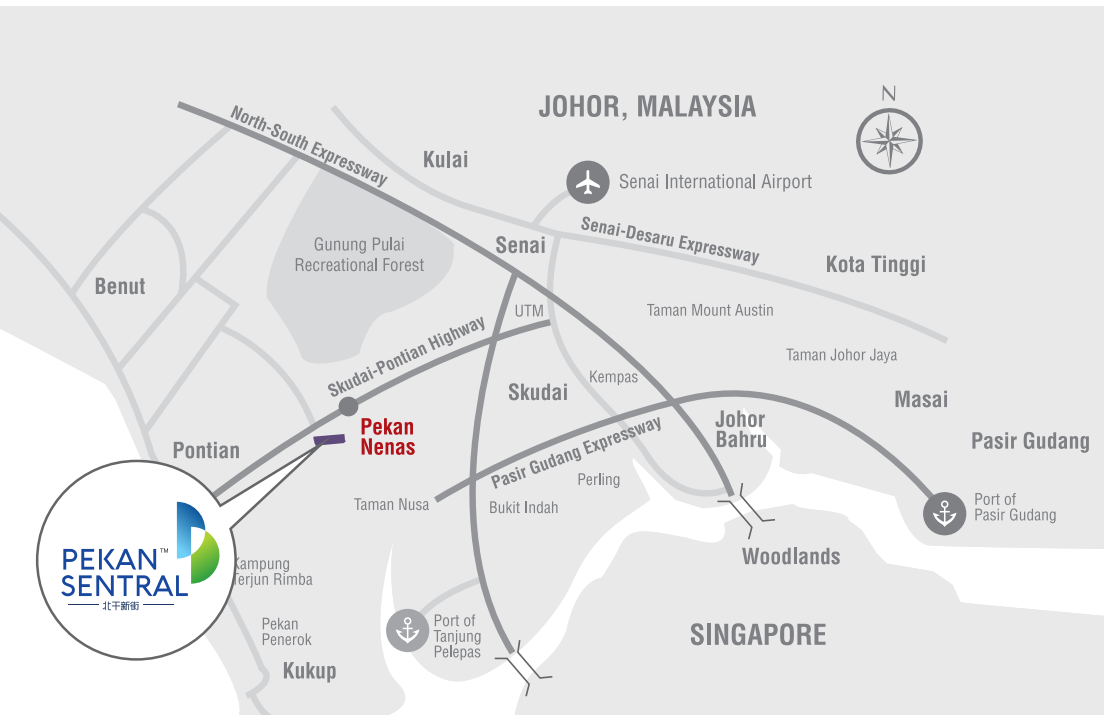 JOHOR, MALAYSIA
N
North-South Expressway
Kulai
Senai International Airport
Senai-Desaru Expressway
Senai
Gunung Pulai
Recreational Forest
Kota Tinggi
Benut
UTM
Taman Mount Austin
Skudai-Pontian Highway
Taman Johor Jaya
Kempas
Skudai
Masai
Johor
Bahru
Pekan
Nenas
Pontian
Pasir Gudang
Pasir Gudang Expressway
Perling
Taman Nusa
Bukit Indah
Port of
Pasir Gudang
Woodlands
PEKAN™
SENTRAL
北干新街
Kampung
Terjun Rimba
Pekan
Penerok
Port of
Tanjung
Pelepas
SINGAPORE
Kukup